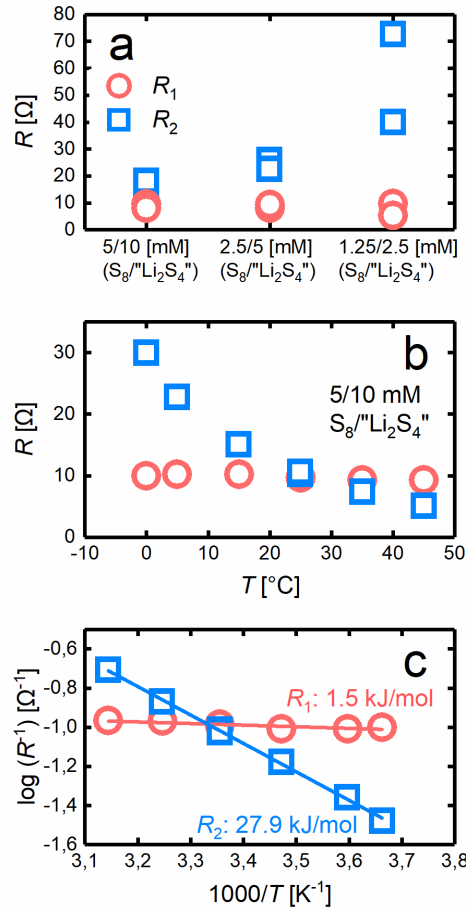 80
a
70
60
R₁
50
R₂
40
30
20
10
0
R [Ω]
5/10 [mM] 2.5/5 [mM] 1.25/2.5 [mM]
(S₈/"Li₂S₄") (S₈/"Li₂S₄") (S₈/"Li₂S₄")
b
30
5/10 mM
S₈/"Li₂S₄"
20
10
0
R [Ω]
-10 0 10 20 30 40 50
T [°C]
c
-0,6
-0,8
R₁: 1.5 kJ/mol
-1,0
-1,2
-1,4
R₂: 27.9 kJ/mol
-1,6
log (R⁻¹) [Ω⁻¹]
3,1 3,2 3,3 3,4 3,5 3,6 3,7 3,8
1000/T [K⁻¹]